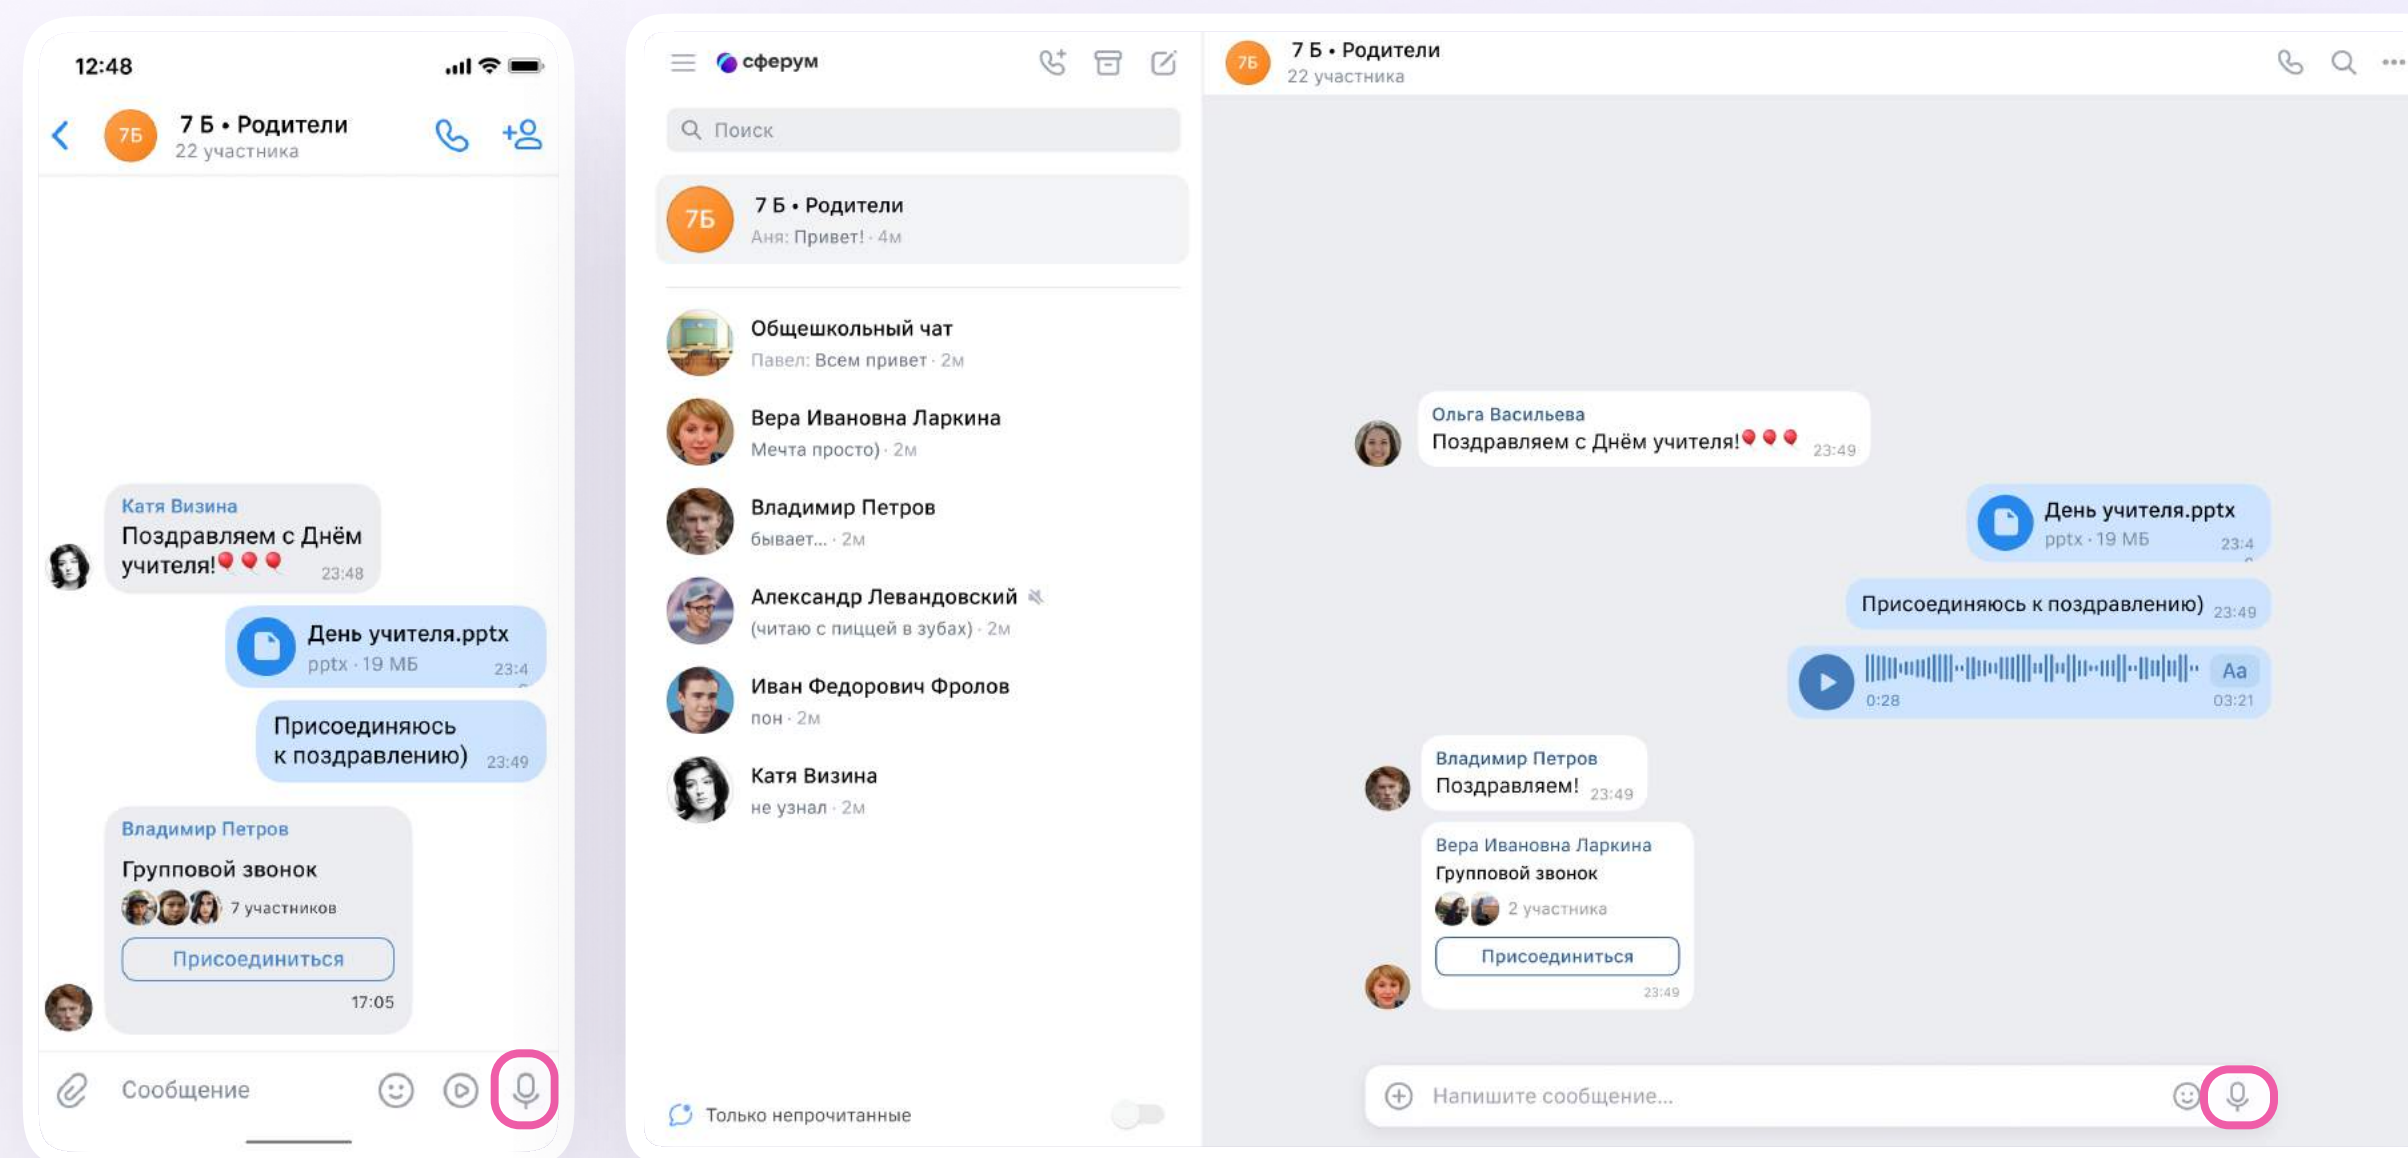 12:48
7Б
7 Б • Родители
22 участника
Катя Визина
Поздравляем с Днём
учителя!
23:48
День учителя.pptx
pptx · 19 МБ
23:4
Присоединяюсь
к поздравлению)
23:49
Владимир Петров
Групповой звонок
7 участников
Присоединиться
17:05
Сообщение
сферум
Поиск
7Б
7 Б • Родители
Аня: Привет! · 4м
Общешкольный чат
Павел: Всем привет · 2м
Вера Ивановна Ларкина
Мечта просто) · 2м
Владимир Петров
бывает... · 2м
Александр Левандовский
(читаю с пиццей в зубах) · 2м
Иван Федорович Фролов
пон · 2м
Катя Визина
не узнал · 2м
Только непрочитанные
7Б
7 Б • Родители
22 участника
Ольга Васильева
Поздравляем с Днём учителя!
23:49
День учителя.pptx
pptx · 19 МБ
23:4
Присоединяюсь к поздравлению) 23:49
Aa
0:28
03:21
Владимир Петров
Поздравляем! 23:49
Вера Ивановна Ларкина
Групповой звонок
2 участника
Присоединиться
23:49
Напишите сообщение...